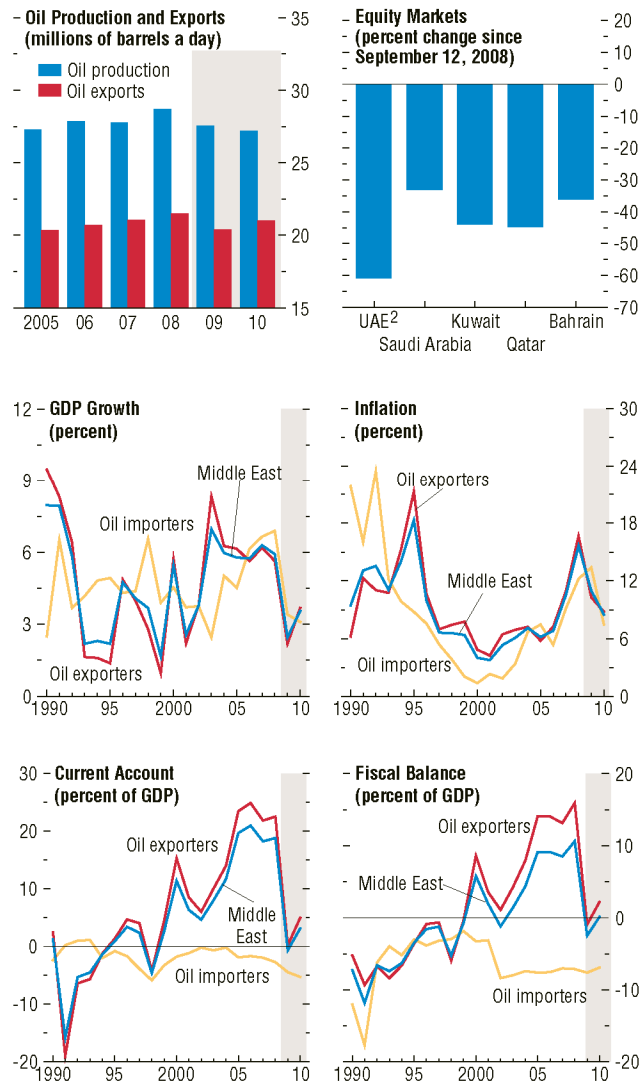 Oil Production and Exports
(millions of barrels a day)
Oil production
Oil exports
35
30
25
20
15
2005 06 07 08 09 10
Equity Markets
(percent change since
September 12, 2008)
20
10
0
-10
-20
-30
-40
-50
-60
-70
UAE2 Kuwait Bahrain
Saudi Arabia Qatar
GDP Growth
(percent)
12
9
6
3
0
Middle East
Oil importers
Oil exporters
1990 95 2000 05 10
Inflation
(percent)
30
24
18
12
6
0
Oil exporters
Middle East
Oil importers
1990 95 2000 05 10
Current Account
(percent of GDP)
30
20
10
0
-10
-20
Oil exporters
Middle
East
Oil importers
1990 95 2000 05 10
Fiscal Balance
(percent of GDP)
20
10
0
-10
-20
Oil exporters
Middle East
Oil importers
1990 95 2000 05 10